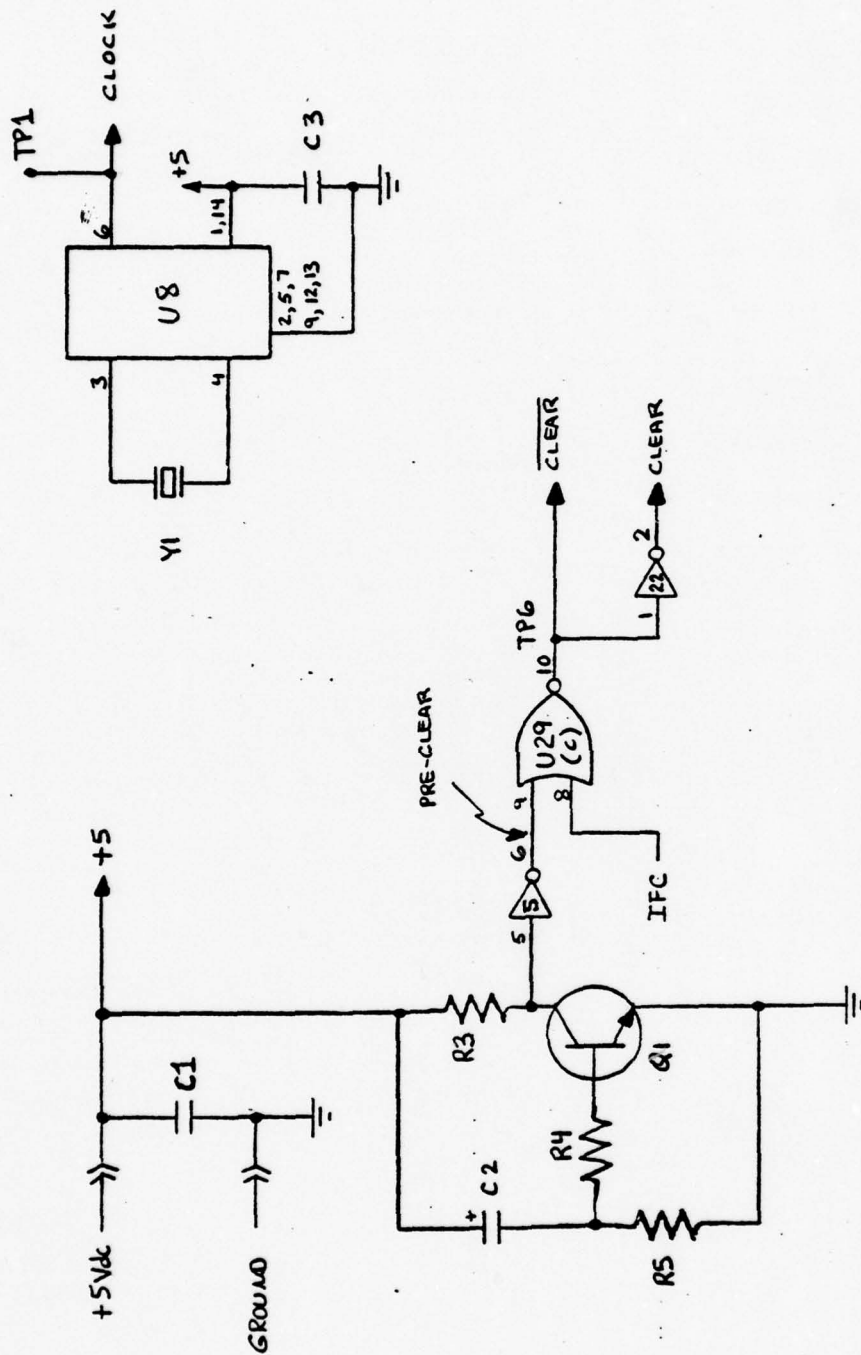 +5Vdc
GROUND
C1
+5
R3
C2
+
R4
R5
Q1
5
5
6
PRE-CLEAR
IFC
9
8
U29
(C)
10
TP6
CLEAR
1
22
2
CLEAR
Y1
3
4
U8
6
1,14
2,5,7
9,12,13
TP1
CLOCK
+5
C3